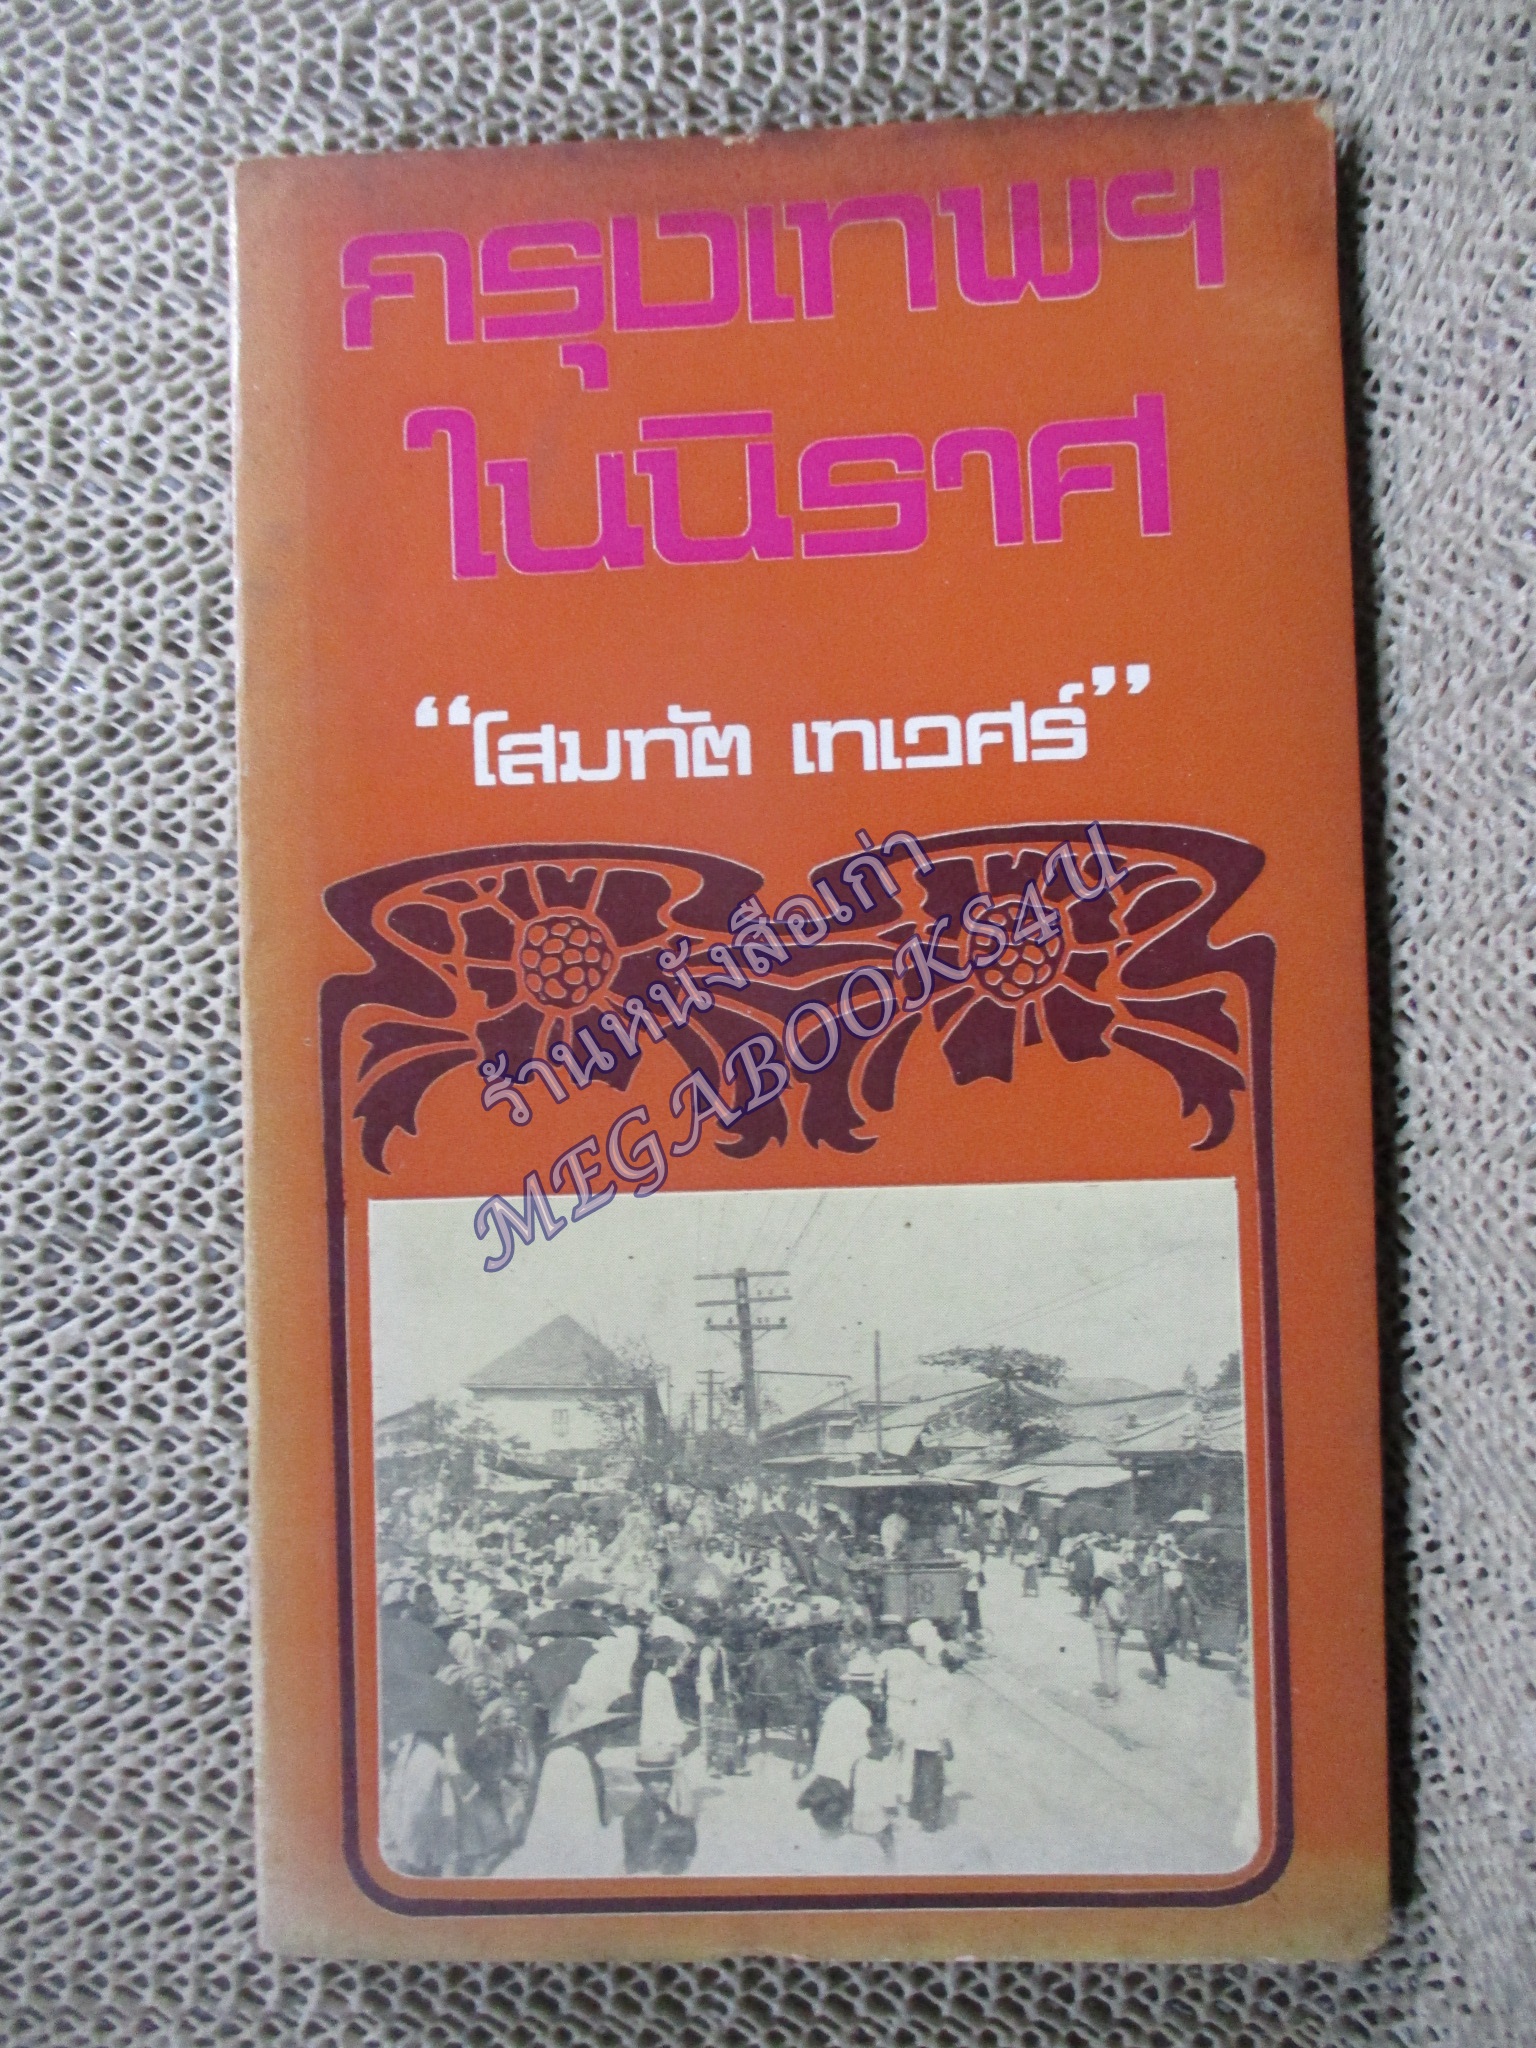 กรุงเทพฯ
ในนิราศ
“โสมทัต เทเวศร์”
ร้านหนังสือเก่า
MEGABOOKS4U
18